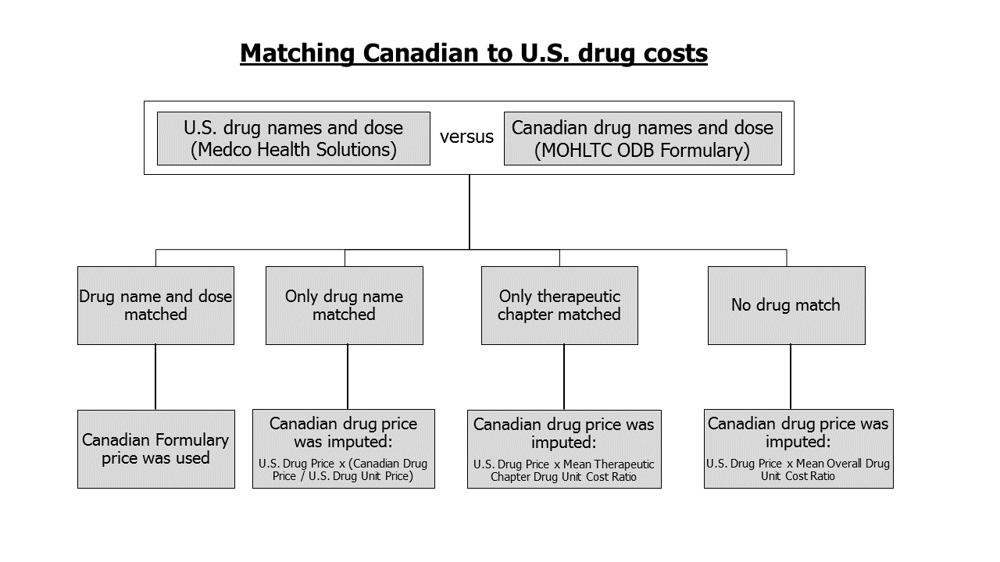 Matching Canadian to U.S. drug costs
U.S. drug names and dose
(Medco Health Solutions)
versus
Canadian drug names and dose
(MOHLTC ODB Formulary)
Drug name and dose
matched
Only drug name
matched
Only therapeutic
chapter matched
No drug match
Canadian Formulary
price was used
Canadian drug price
was imputed:
U.S. Drug Price x (Canadian Drug
Price / U.S. Drug Unit Price)
Canadian drug price was
imputed:
U.S. Drug Price x Mean Therapeutic
Chapter Drug Unit Cost Ratio
Canadian drug price was
imputed:
U.S. Drug Price x Mean Overall Drug
Unit Cost Ratio